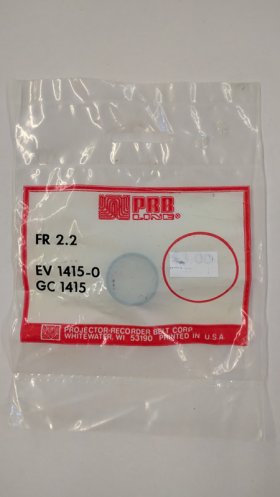 PRB
LINE®
FR 2.2
EV 1415-0
GC 1415
PROJECTOR-RECORDER BELT CORP
WHITEWATER, WI 53190 PRINTED IN U.S.A.